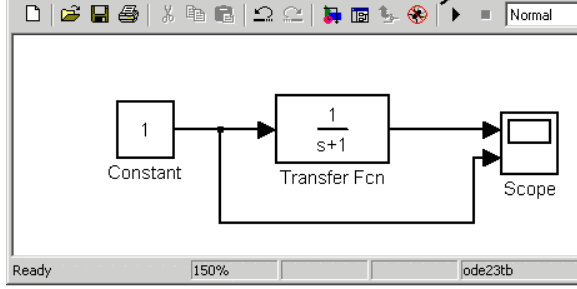 Normal
1
1
s+1
Constant
Transfer Fcn
Scope
Ready 150% ode23tb